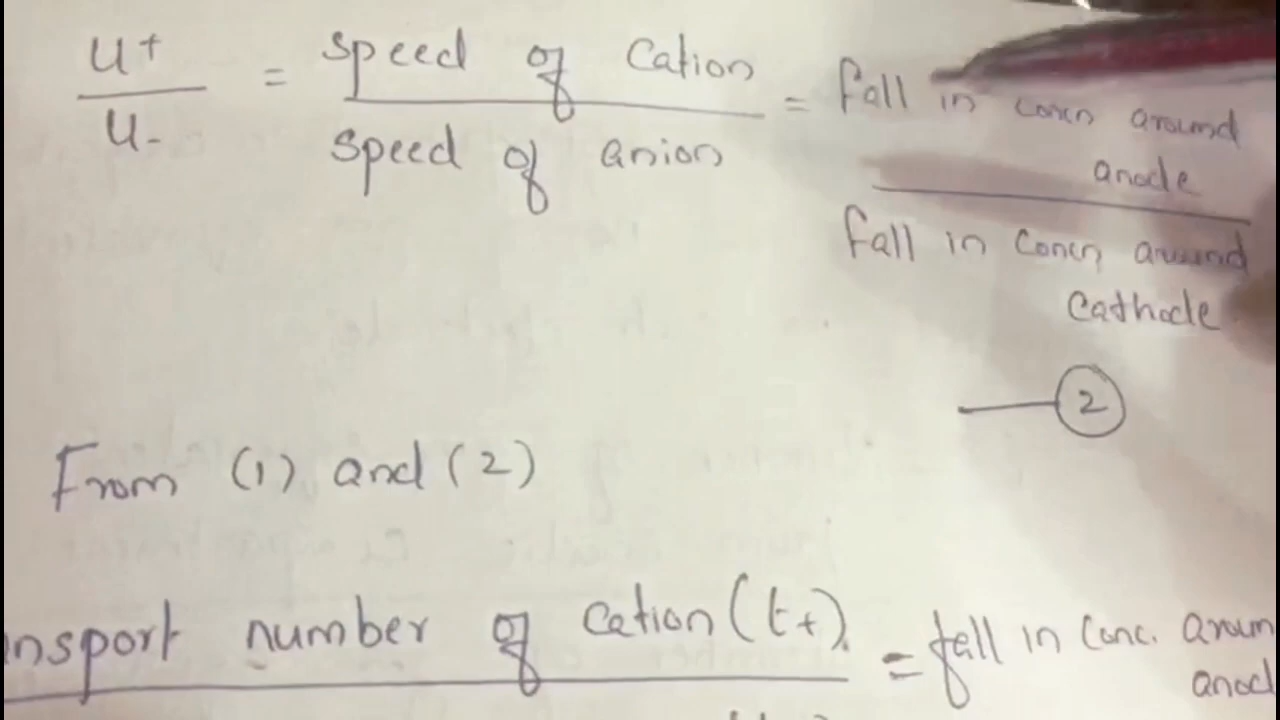 u+ / u- = speed of cation / speed of anion = fall in concn around anode / fall in concn around cathode
—②
From (1) and (2)
nsport number of cation (t+) = fall in conc. aroun
anod